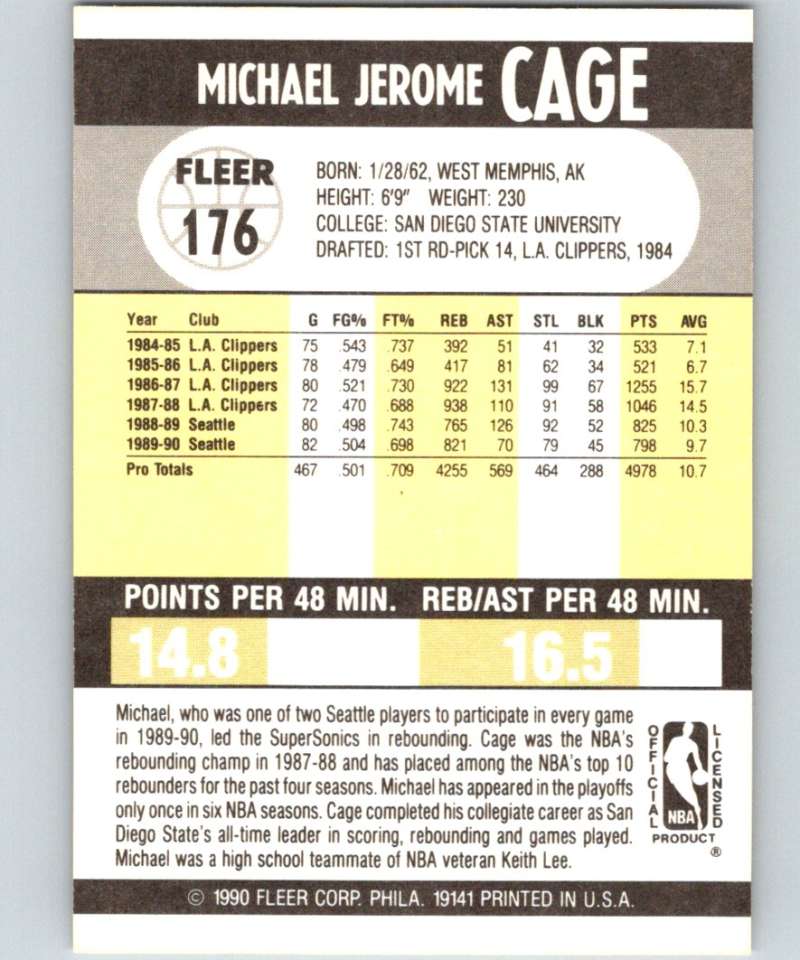 MICHAEL JEROME CAGE
FLEER
176
BORN: 1/28/62, WEST MEMPHIS, AK
HEIGHT: 6'9" WEIGHT: 230
COLLEGE: SAN DIEGO STATE UNIVERSITY
DRAFTED: 1ST RD-PICK 14, L.A. CLIPPERS, 1984
Year Club G FG% FT% REB AST STL BLK PTS AVG
1984-85 L.A. Clippers 75 .543 .737 392 51 41 32 533 7.1
1985-86 L.A. Clippers 78 .479 .649 417 81 62 34 521 6.7
1986-87 L.A. Clippers 80 .521 .730 922 131 99 67 1255 15.7
1987-88 L.A. Clippers 72 .470 .688 938 110 91 58 1046 14.5
1988-89 Seattle 80 .498 .743 765 126 92 52 825 10.3
1989-90 Seattle 82 .504 .698 821 70 79 45 798 9.7
Pro Totals 467 .501 .709 4255 569 464 288 4978 10.7
POINTS PER 48 MIN. REB/AST PER 48 MIN.
14.8 16.5
Michael, who was one of two Seattle players to participate in every game
in 1989-90, led the SuperSonics in rebounding. Cage was the NBA's
rebounding champ in 1987-88 and has placed among the NBA's top 10
rebounders for the past four seasons. Michael has appeared in the playoffs
only once in six NBA seasons. Cage completed his collegiate career as San
Diego State's all-time leader in scoring, rebounding and games played.
Michael was a high school teammate of NBA veteran Keith Lee.
OFFICIAL
NBA
LICENSED
PRODUCT
®
© 1990 FLEER CORP. PHILA. 19141 PRINTED IN U.S.A.